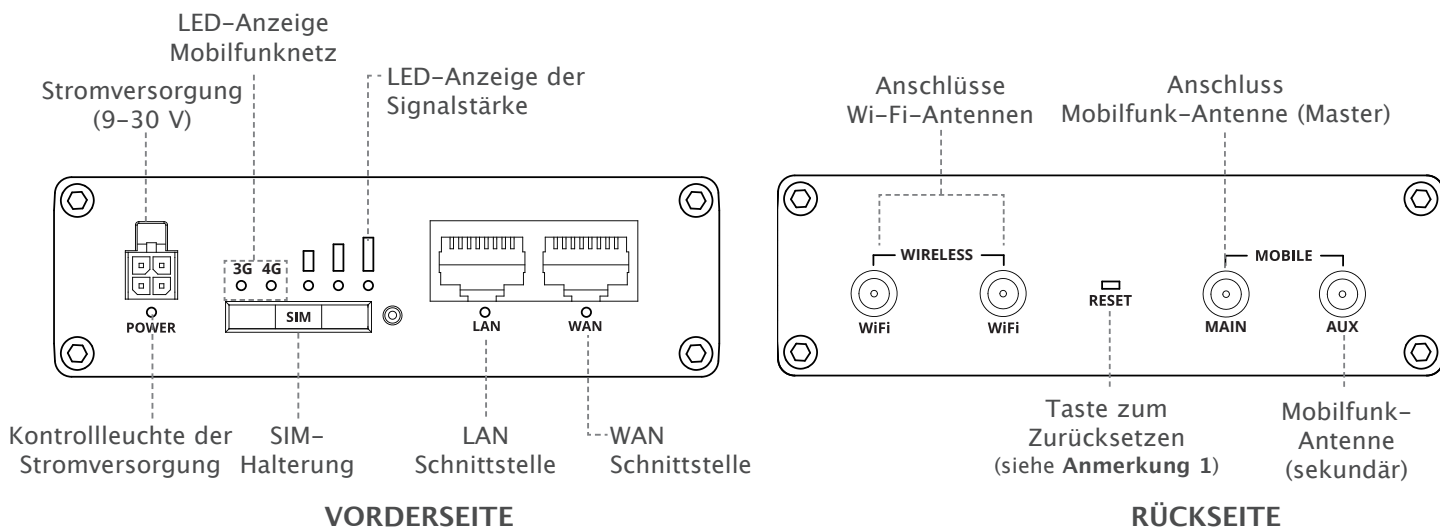 LED-Anzeige
Mobilfunknetz
Stromversorgung
(9-30 V)
LED-Anzeige der
Signalstärke
3G 4G
POWER
SIM
LAN
WAN
Kontrollleuchte der
Stromversorgung
SIM-
Halterung
LAN
Schnittstelle
WAN
Schnittstelle
VORDERSEITE
Anschlüsse
Wi-Fi-Antennen
Anschluss
Mobilfunk-Antenne (Master)
WIRELESS
MOBILE
WiFi
WiFi
RESET
MAIN
AUX
Taste zum
Zurücksetzen
(siehe Anmerkung 1)
Mobilfunk-
Antenne
(sekundär)
RÜCKSEITE